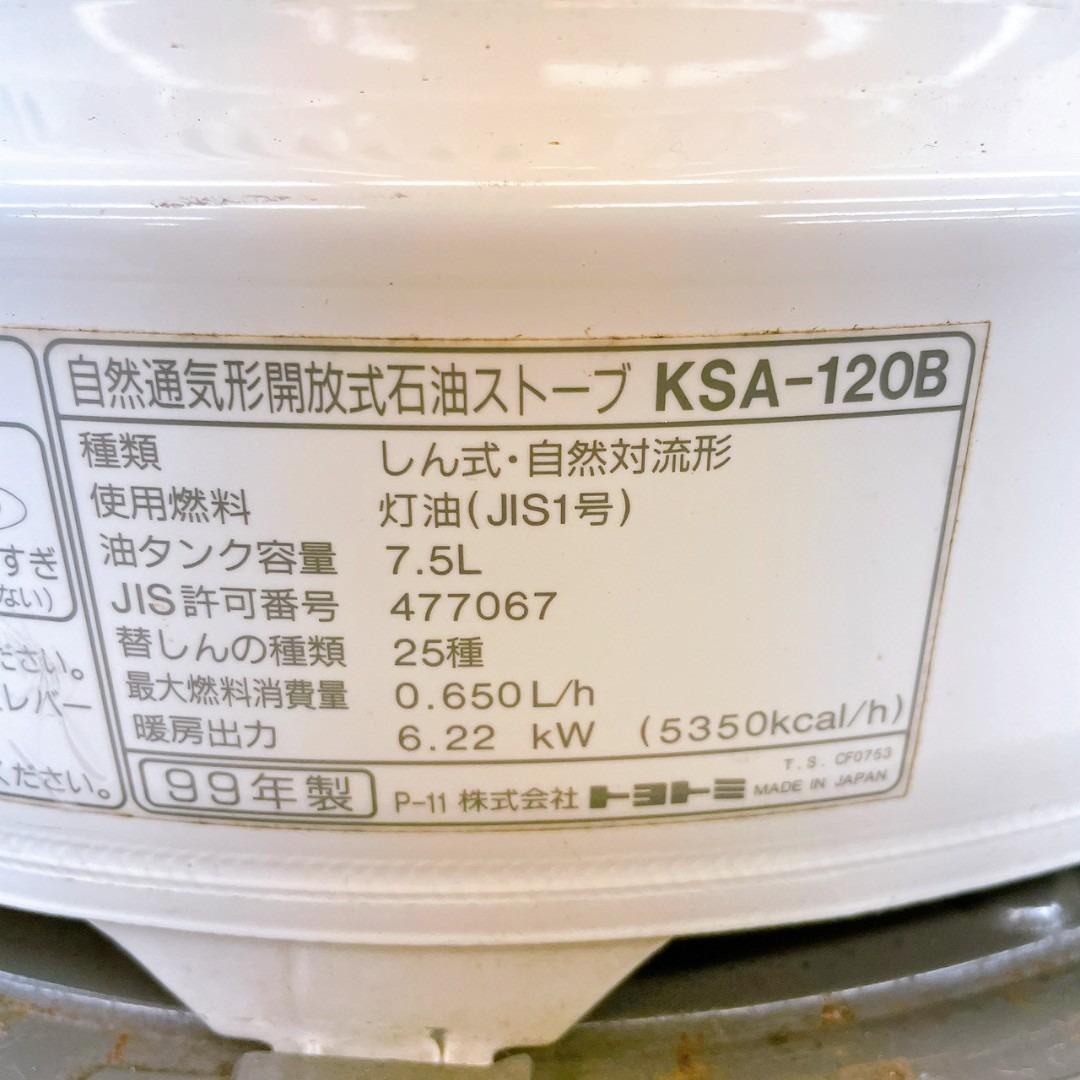 自然通気形開放式石油ストーブ KSA-120B
種類 しん式・自然対流形
使用燃料 灯油(JIS1号)
油タンク容量 7.5L
JIS許可番号 477067
替しんの種類 25種
最大燃料消費量 0.650L/h
暖房出力 6.22 kW (5350kcal/h)
99年製 P-11 株式会社 トヨトミ T.S. CF0753
MADE IN JAPAN
すぎ
ない)
ださい。
レバー
ください。